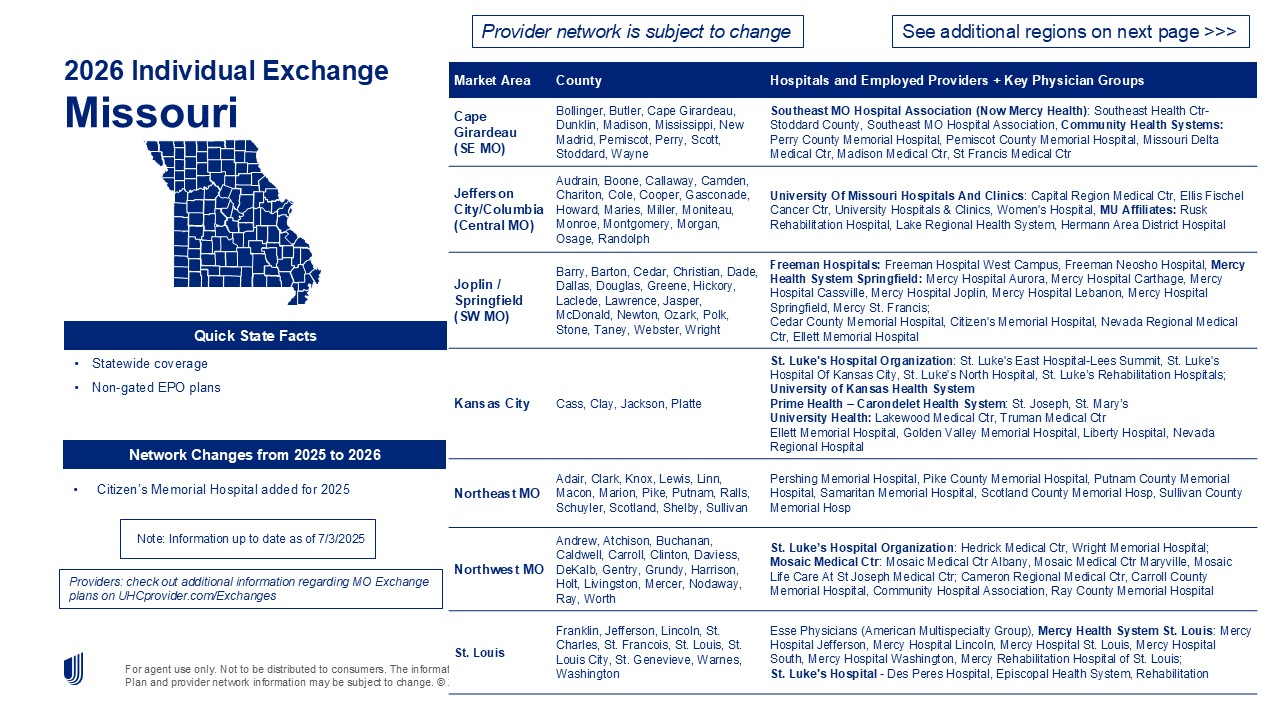 Provider network is subject to change
See additional regions on next page >>>
2026 Individual Exchange
Missouri
Quick State Facts
• Statewide coverage
• Non-gated EPO plans
Network Changes from 2025 to 2026
• Citizen's Memorial Hospital added for 2025
Note: Information up to date as of 7/3/2025
Providers: check out additional information regarding MO Exchange
plans on UHCprovider.com/Exchanges
For agent use only. Not to be distributed to consumers. The informat
Plan and provider network information may be subject to change. ©
Market Area County Hospitals and Employed Providers + Key Physician Groups
Cape
Girardeau
(SE MO)
Bollinger, Butler, Cape Girardeau,
Dunklin, Madison, Mississippi, New
Madrid, Pemiscot, Perry, Scott,
Stoddard, Wayne
Southeast MO Hospital Association (Now Mercy Health): Southeast Health Ctr-
Stoddard County, Southeast MO Hospital Association, Community Health Systems:
Perry County Memorial Hospital, Pemiscot County Memorial Hospital, Missouri Delta
Medical Ctr, Madison Medical Ctr, St Francis Medical Ctr
Jefferson
City/Columbia
(Central MO)
Audrain, Boone, Callaway, Camden,
Chariton, Cole, Cooper, Gasconade,
Howard, Maries, Miller, Moniteau,
Monroe, Montgomery, Morgan,
Osage, Randolph
University Of Missouri Hospitals And Clinics: Capital Region Medical Ctr, Ellis Fischel
Cancer Ctr, University Hospitals & Clinics, Women's Hospital, MU Affiliates: Rusk
Rehabilitation Hospital, Lake Regional Health System, Hermann Area District Hospital
Joplin /
Springfield
(SW MO)
Barry, Barton, Cedar, Christian, Dade,
Dallas, Douglas, Greene, Hickory,
Laclede, Lawrence, Jasper,
McDonald, Newton, Ozark, Polk,
Stone, Taney, Webster, Wright
Freeman Hospitals: Freeman Hospital West Campus, Freeman Neosho Hospital, Mercy
Health System Springfield: Mercy Hospital Aurora, Mercy Hospital Carthage, Mercy
Hospital Cassville, Mercy Hospital Joplin, Mercy Hospital Lebanon, Mercy Hospital
Springfield, Mercy St. Francis;
Cedar County Memorial Hospital, Citizen's Memorial Hospital, Nevada Regional Medical
Ctr, Ellett Memorial Hospital
Kansas City
Cass, Clay, Jackson, Platte
St. Luke's Hospital Organization: St. Luke's East Hospital-Lees Summit, St. Luke's
Hospital Of Kansas City, St. Luke's North Hospital, St. Luke's Rehabilitation Hospitals;
University of Kansas Health System
Prime Health – Carondelet Health System: St. Joseph, St. Mary's
University Health: Lakewood Medical Ctr, Truman Medical Ctr
Ellett Memorial Hospital, Golden Valley Memorial Hospital, Liberty Hospital, Nevada
Regional Hospital
Northeast MO
Adair, Clark, Knox, Lewis, Linn,
Macon, Marion, Pike, Putnam, Ralls,
Schuyler, Scotland, Shelby, Sullivan
Pershing Memorial Hospital, Pike County Memorial Hospital, Putnam County Memorial
Hospital, Samaritan Memorial Hospital, Scotland County Memorial Hosp, Sullivan County
Memorial Hosp
Northwest MO
Andrew, Atchison, Buchanan,
Caldwell, Carroll, Clinton, Daviess,
DeKalb, Gentry, Grundy, Harrison,
Holt, Livingston, Mercer, Nodaway,
Ray, Worth
St. Luke's Hospital Organization: Hedrick Medical Ctr, Wright Memorial Hospital;
Mosaic Medical Ctr: Mosaic Medical Ctr Albany, Mosaic Medical Ctr Maryville, Mosaic
Life Care At St Joseph Medical Ctr; Cameron Regional Medical Ctr, Carroll County
Memorial Hospital, Community Hospital Association, Ray County Memorial Hospital
St. Louis
Franklin, Jefferson, Lincoln, St.
Charles, St. Francois, St. Louis, St.
Louis City, St. Genevieve, Warnes,
Washington
Esse Physicians (American Multispecialty Group), Mercy Health System St. Louis: Mercy
Hospital Jefferson, Mercy Hospital Lincoln, Mercy Hospital St. Louis, Mercy Hospital
South, Mercy Hospital Washington, Mercy Rehabilitation Hospital of St. Louis;
St. Luke's Hospital - Des Peres Hospital, Episcopal Health System, Rehabilitation